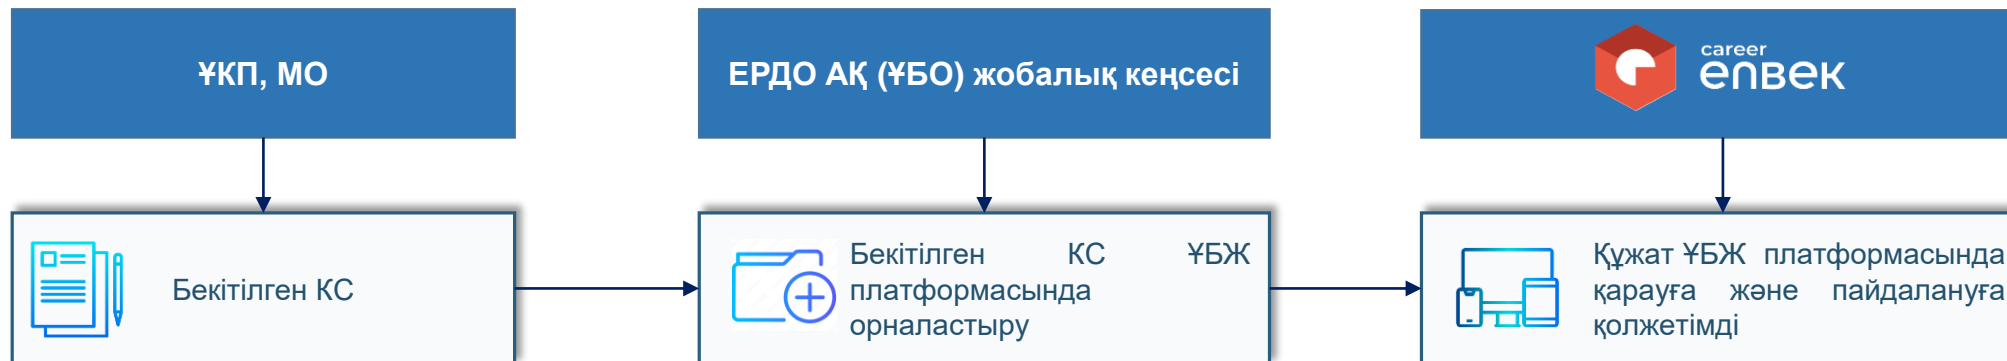 ҰКП, МО
ЕРДО АҚ (ҰБО) жобалық кеңсесі
career
enbek
Бекітілген КС
Бекітілген КС ҰБЖ
платформасында
орналастыру
Құжат ҰБЖ платформасында
қарауға және пайдалануға
қолжетімді